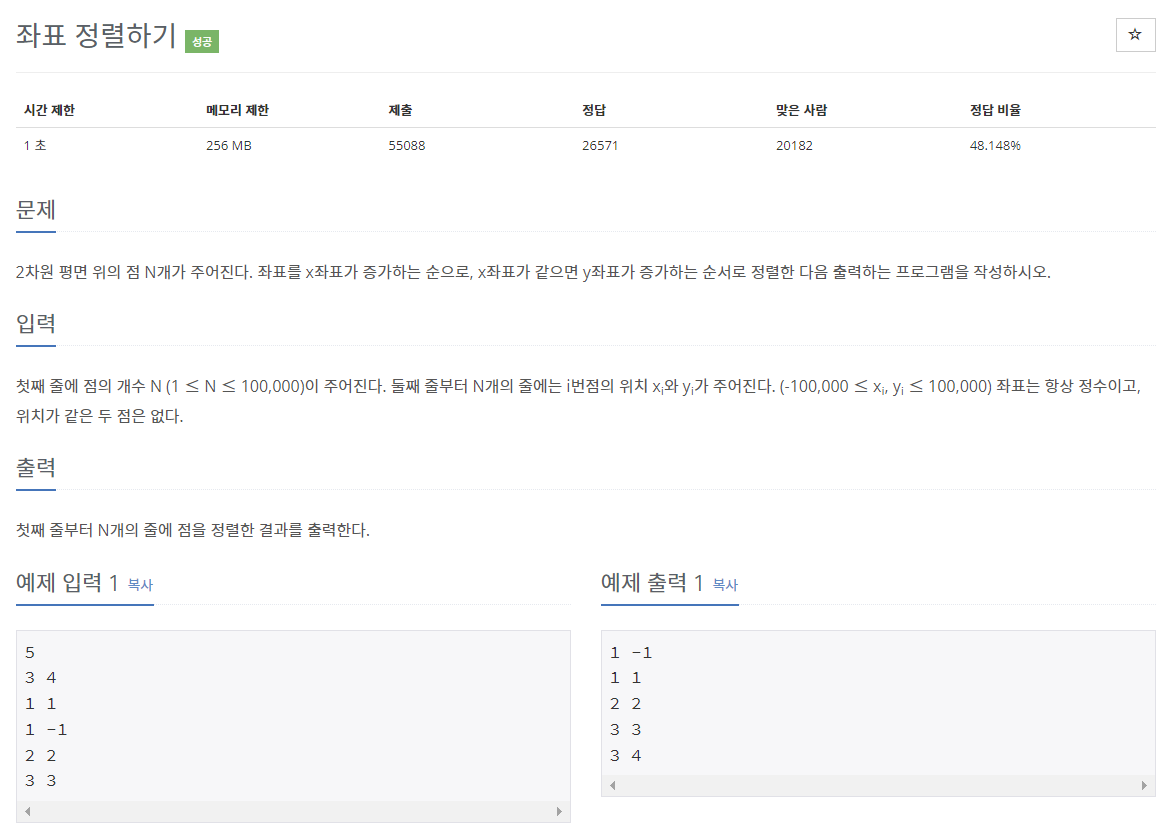 좌표 정렬하기 성공
☆
시간 제한 메모리 제한 제출 정답 맞은 사람 정답 비율
1 초 256 MB 55088 26571 20182 48.148%
문제
2차원 평면 위의 점 N개가 주어진다. 좌표를 x좌표가 증가하는 순으로, x좌표가 같으면 y좌표가 증가하는 순서로 정렬한 다음 출력하는 프로그램을 작성하시오.
입력
첫째 줄에 점의 개수 N (1 ≤ N ≤ 100,000)이 주어진다. 둘째 줄부터 N개의 줄에는 i번점의 위치 xi와 yi가 주어진다. (-100,000 ≤ xi, yi ≤ 100,000) 좌표는 항상 정수이고,
위치가 같은 두 점은 없다.
출력
첫째 줄부터 N개의 줄에 점을 정렬한 결과를 출력한다.
예제 입력 1 복사
5
3 4
1 1
1 -1
2 2
3 3
예제 출력 1 복사
1 -1
1 1
2 2
3 3
3 4